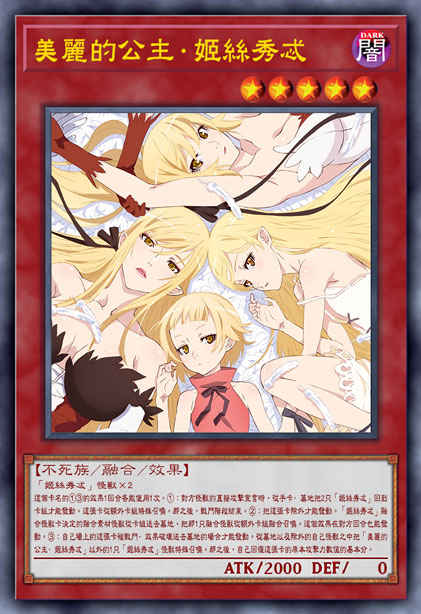 美麗的公主·姬絲秀忒
DARK
闇
【不死族/融合/效果】
「姬絲秀忒」怪獸×2
這個卡名的①③的效果1回合各能使用1次。①：對方怪獸的直接攻擊宣言時，從手卡、墓地把2只「姬絲秀忒」回到
卡組才能發動。這張卡從額外卡組特殊召喚。那之後，戰鬥階段結束。②：把這張卡除外才能發動。「姬絲秀忒」融
合怪獸卡決定的融合素材怪獸從卡組送去墓地，把那1只融合怪獸從額外卡組融合召喚。這個效果在對方回合也能發
動。③：自己場上的這張卡被戰鬥、效果破壞送去墓地的場合才能發動。從墓地以及除外的自己怪獸之中把「美麗的
公主·姬絲秀忒」以外的1只「姬絲秀忒」怪獸特殊召喚。那之後，自己回復這張卡的原本攻擊力數值的基本分。
ATK/2000 DEF/ 0